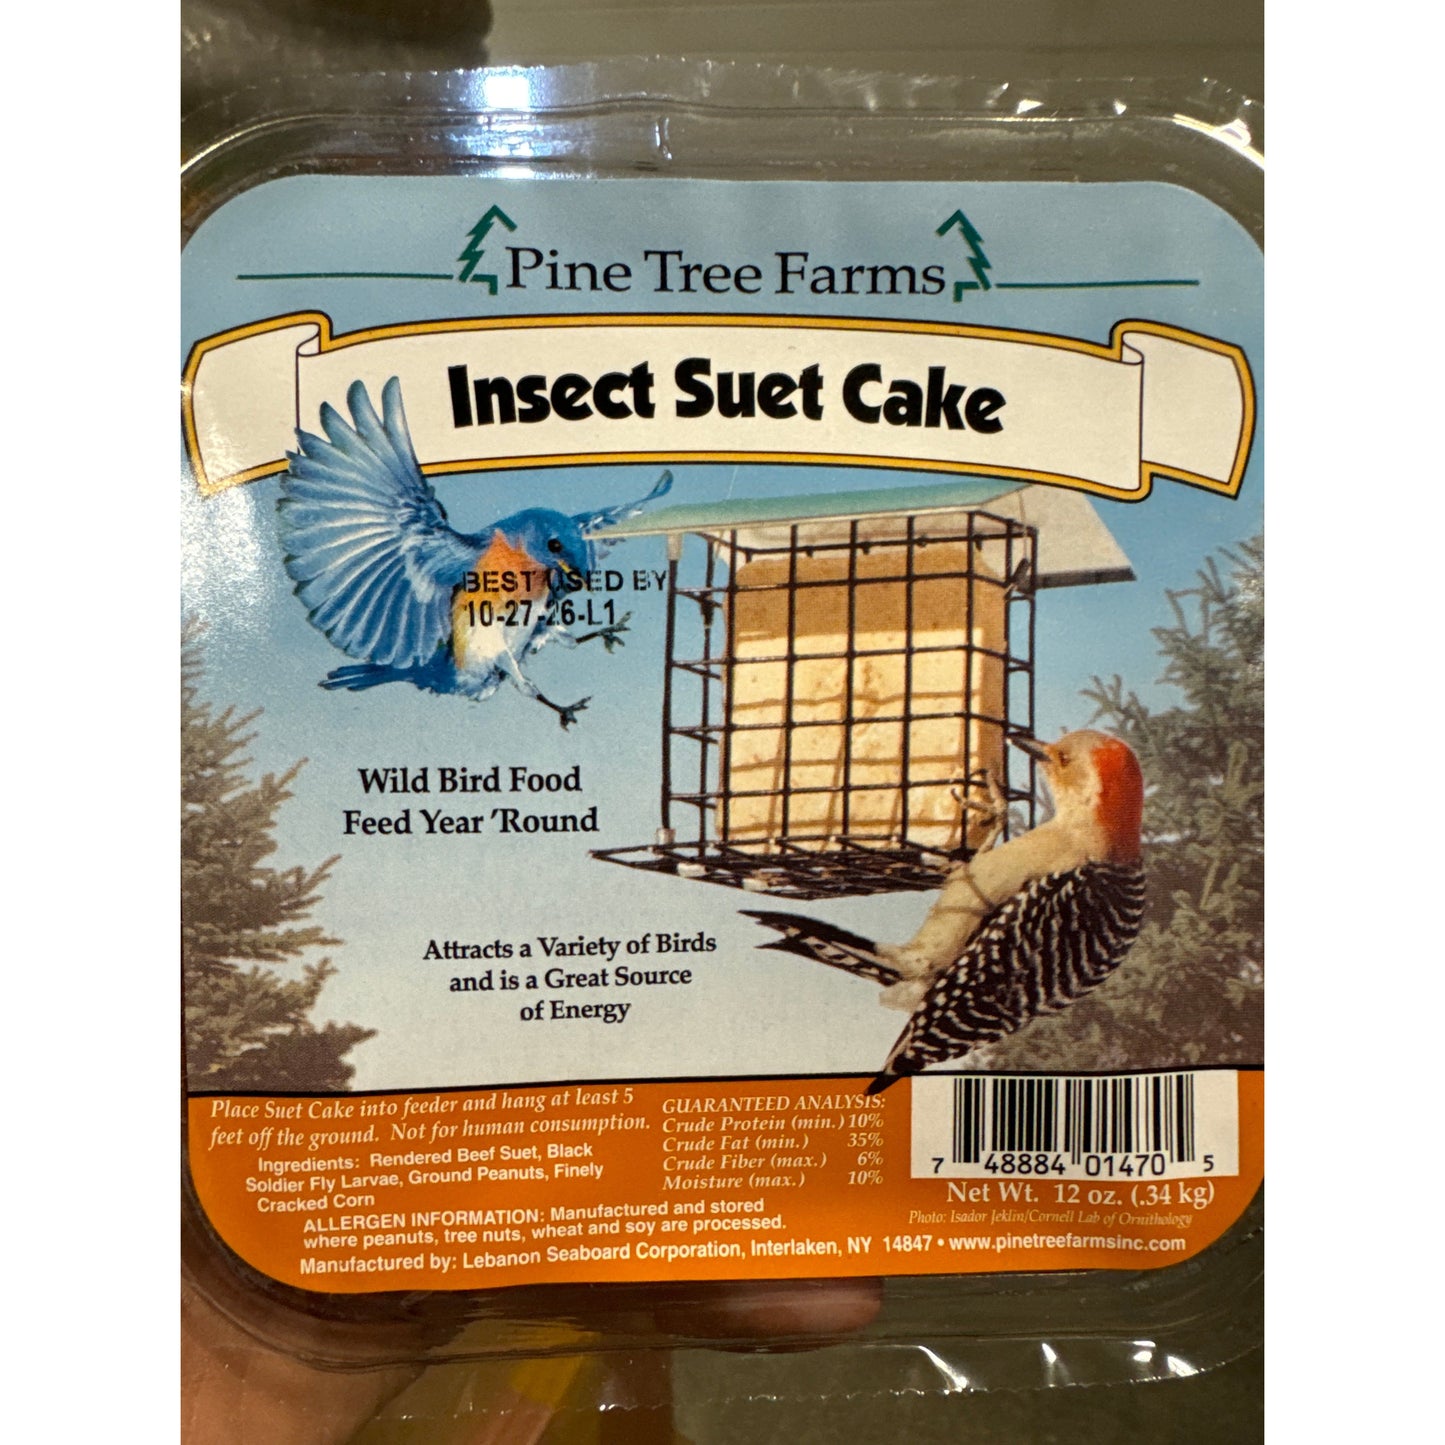 Pine Tree Farms
Insect Suet Cake
BEST USED BY
10-27-26-L1
Wild Bird Food
Feed Year ’Round
Attracts a Variety of Birds
and is a Great Source
of Energy
Place Suet Cake into feeder and hang at least 5
feet off the ground. Not for human consumption.
Ingredients: Rendered Beef Suet, Black
Soldier Fly Larvae, Ground Peanuts, Finely
Cracked Corn
GUARANTEED ANALYSIS:
Crude Protein (min.) 10%
Crude Fat (min.) 35%
Crude Fiber (max.) 6%
Moisture (max.) 10%
ALLERGEN INFORMATION: Manufactured and stored
where peanuts, tree nuts, wheat and soy are processed.
Manufactured by: Lebanon Seaboard Corporation, Interlaken, NY 14847 • www.pinetreefarmsinc.com
7 48884 01470 5
Net Wt. 12 oz. (.34 kg)
Photo: Isador Jeklin/Cornell Lab of Ornithology